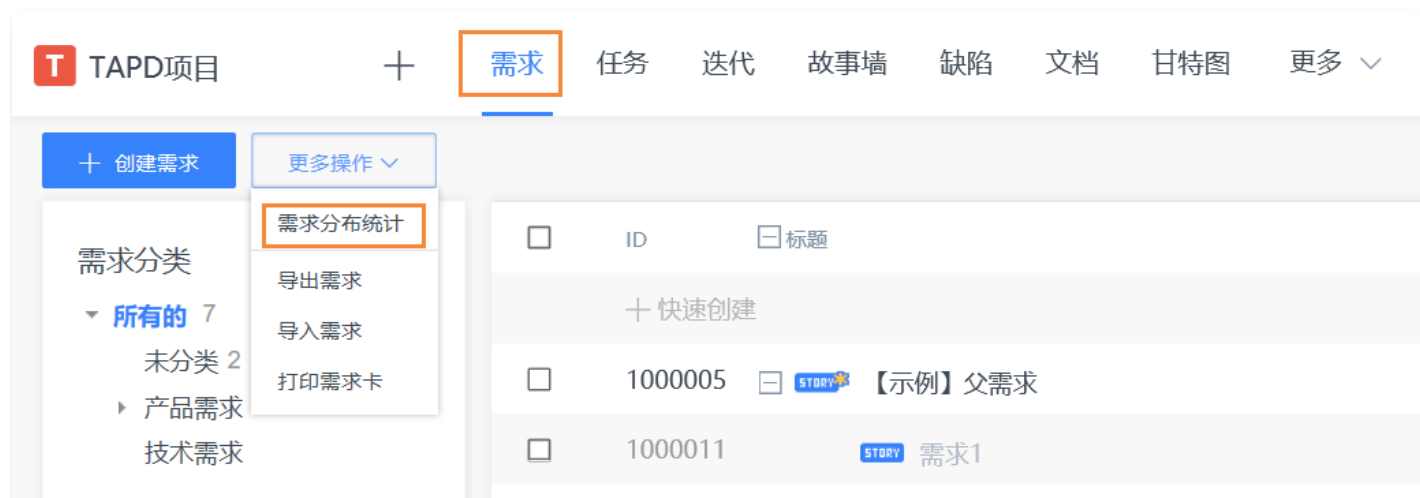 T TAPD项目 需求 任务 迭代 故事墙 缺陷 文档 甘特图 更多
创建需求 更多操作
需求分布统计
导出需求
导入需求
打印需求卡
需求分类
所有的 7
未分类 2
产品需求
技术需求
ID 标题
快速创建
1000005 STORY 【示例】父需求
1000011 STORY 需求1